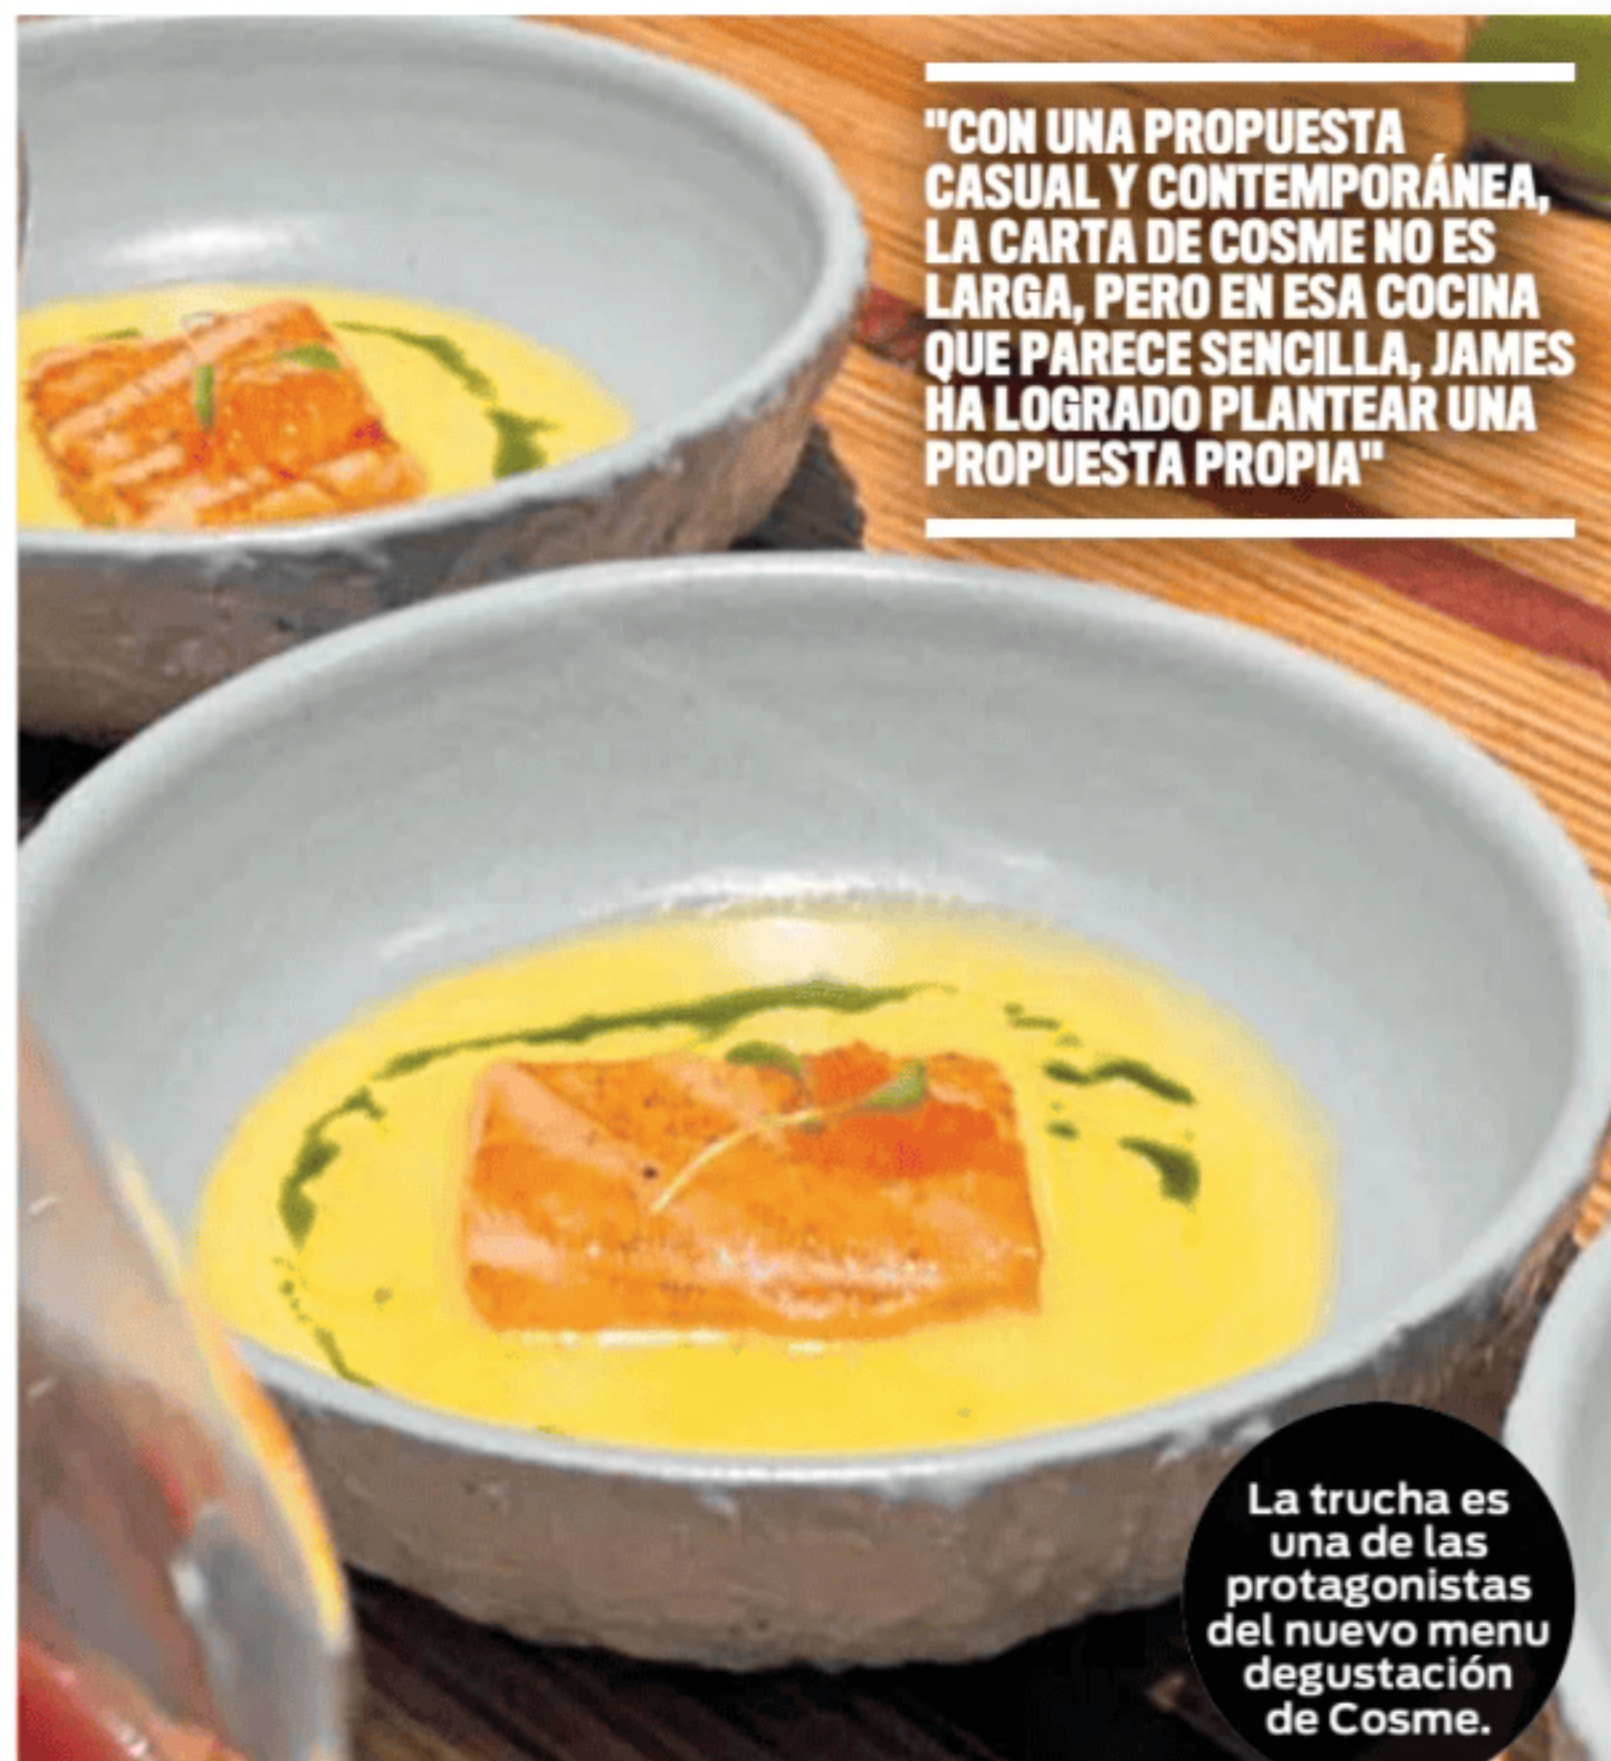 "CON UNA PROPUESTA
CASUAL Y CONTEMPORÁNEA,
LA CARTA DE COSME NO ES
LARGA, PERO EN ESA COCINA
QUE PARECE SENCILLA, JAMES
HA LOGRADO PLANTEAR UNA
PROPUESTA PROPIA"
La trucha es
una de las
protagonistas
del nuevo menu
degustación
de Cosme.